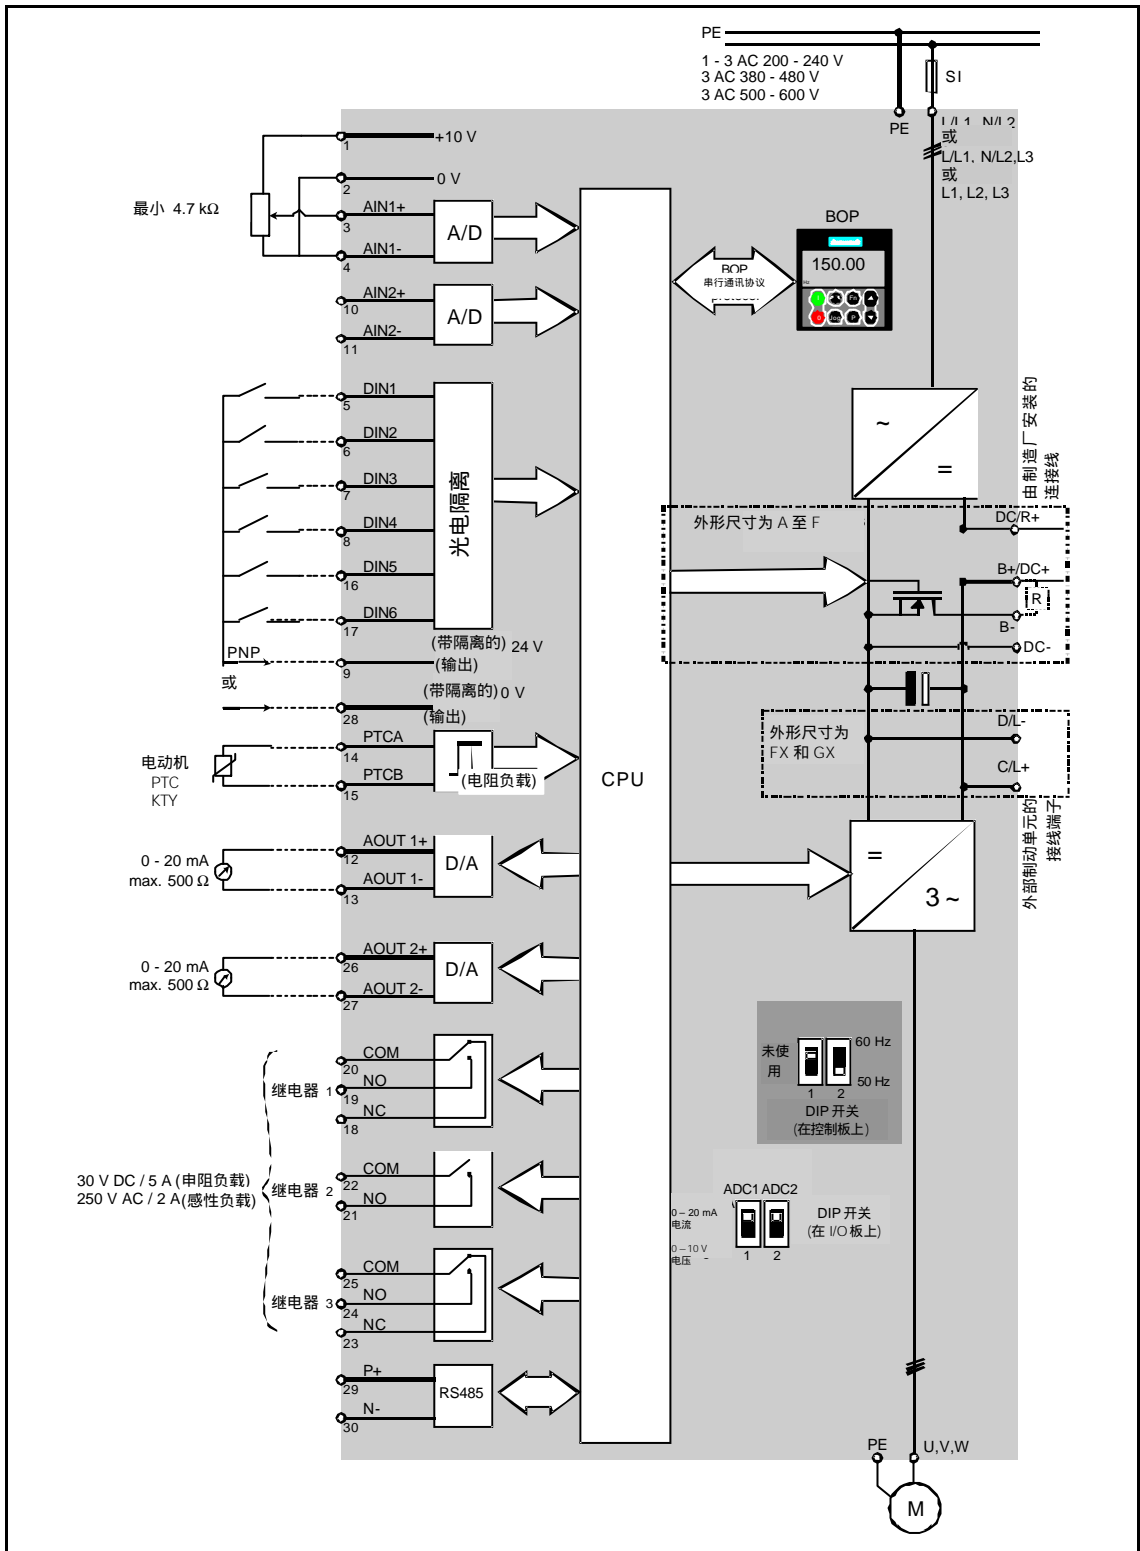 PE
1 - 3 AC 200 - 240 V
3 AC 380 - 480 V
3 AC 500 - 600 V
SI
PE
L/L1, N/L2
或
L/L1, N/L2,L3
或
L1, L2, L3
1
+10 V
2
0 V
最小 4.7 kΩ
AIN1+
3
A/D
AIN1-
4
AIN2+
10
A/D
AIN2-
11
BOP
150.00
Hz
BOP
串行通讯协议
I
Fn
0
Jog
P
DIN1
5
DIN2
6
DIN3
7
DIN4
8
DIN5
16
DIN6
17
光电隔离
PNP
或
(带隔离的) 24 V
(输出)
9
(带隔离的) 0 V
(输出)
28
电动机
PTC
KTY
PTCA
14
PTCB
15
(电阻负载)
CPU
~
=
由制造厂安装的
连接线
外形尺寸为 A 至 F
DC/R+
B+/DC+
R
B-
DC-
外形尺寸为
FX 和 GX
D/L-
C/L+
外部制动单元的
接线端子
=
3 ~
0 - 20 mA
max. 500 Ω
AOUT 1+
12
D/A
AOUT 1-
13
0 - 20 mA
max. 500 Ω
AOUT 2+
26
D/A
AOUT 2-
27
30 V DC / 5 A (电阻负载)
250 V AC / 2 A (感性负载)
继电器 1
COM
20
NO
19
NC
18
继电器 2
COM
22
NO
21
继电器 3
COM
25
NO
24
NC
23
P+
29
RS485
N-
30
未使
用
60 Hz
50 Hz
1 2
DIP 开关
(在控制板上)
ADC1 ADC2
0 – 20 mA
电流
0 – 10 V
电压
1 2
DIP 开关
(在 I/O 板上)
PE
U,V,W
M